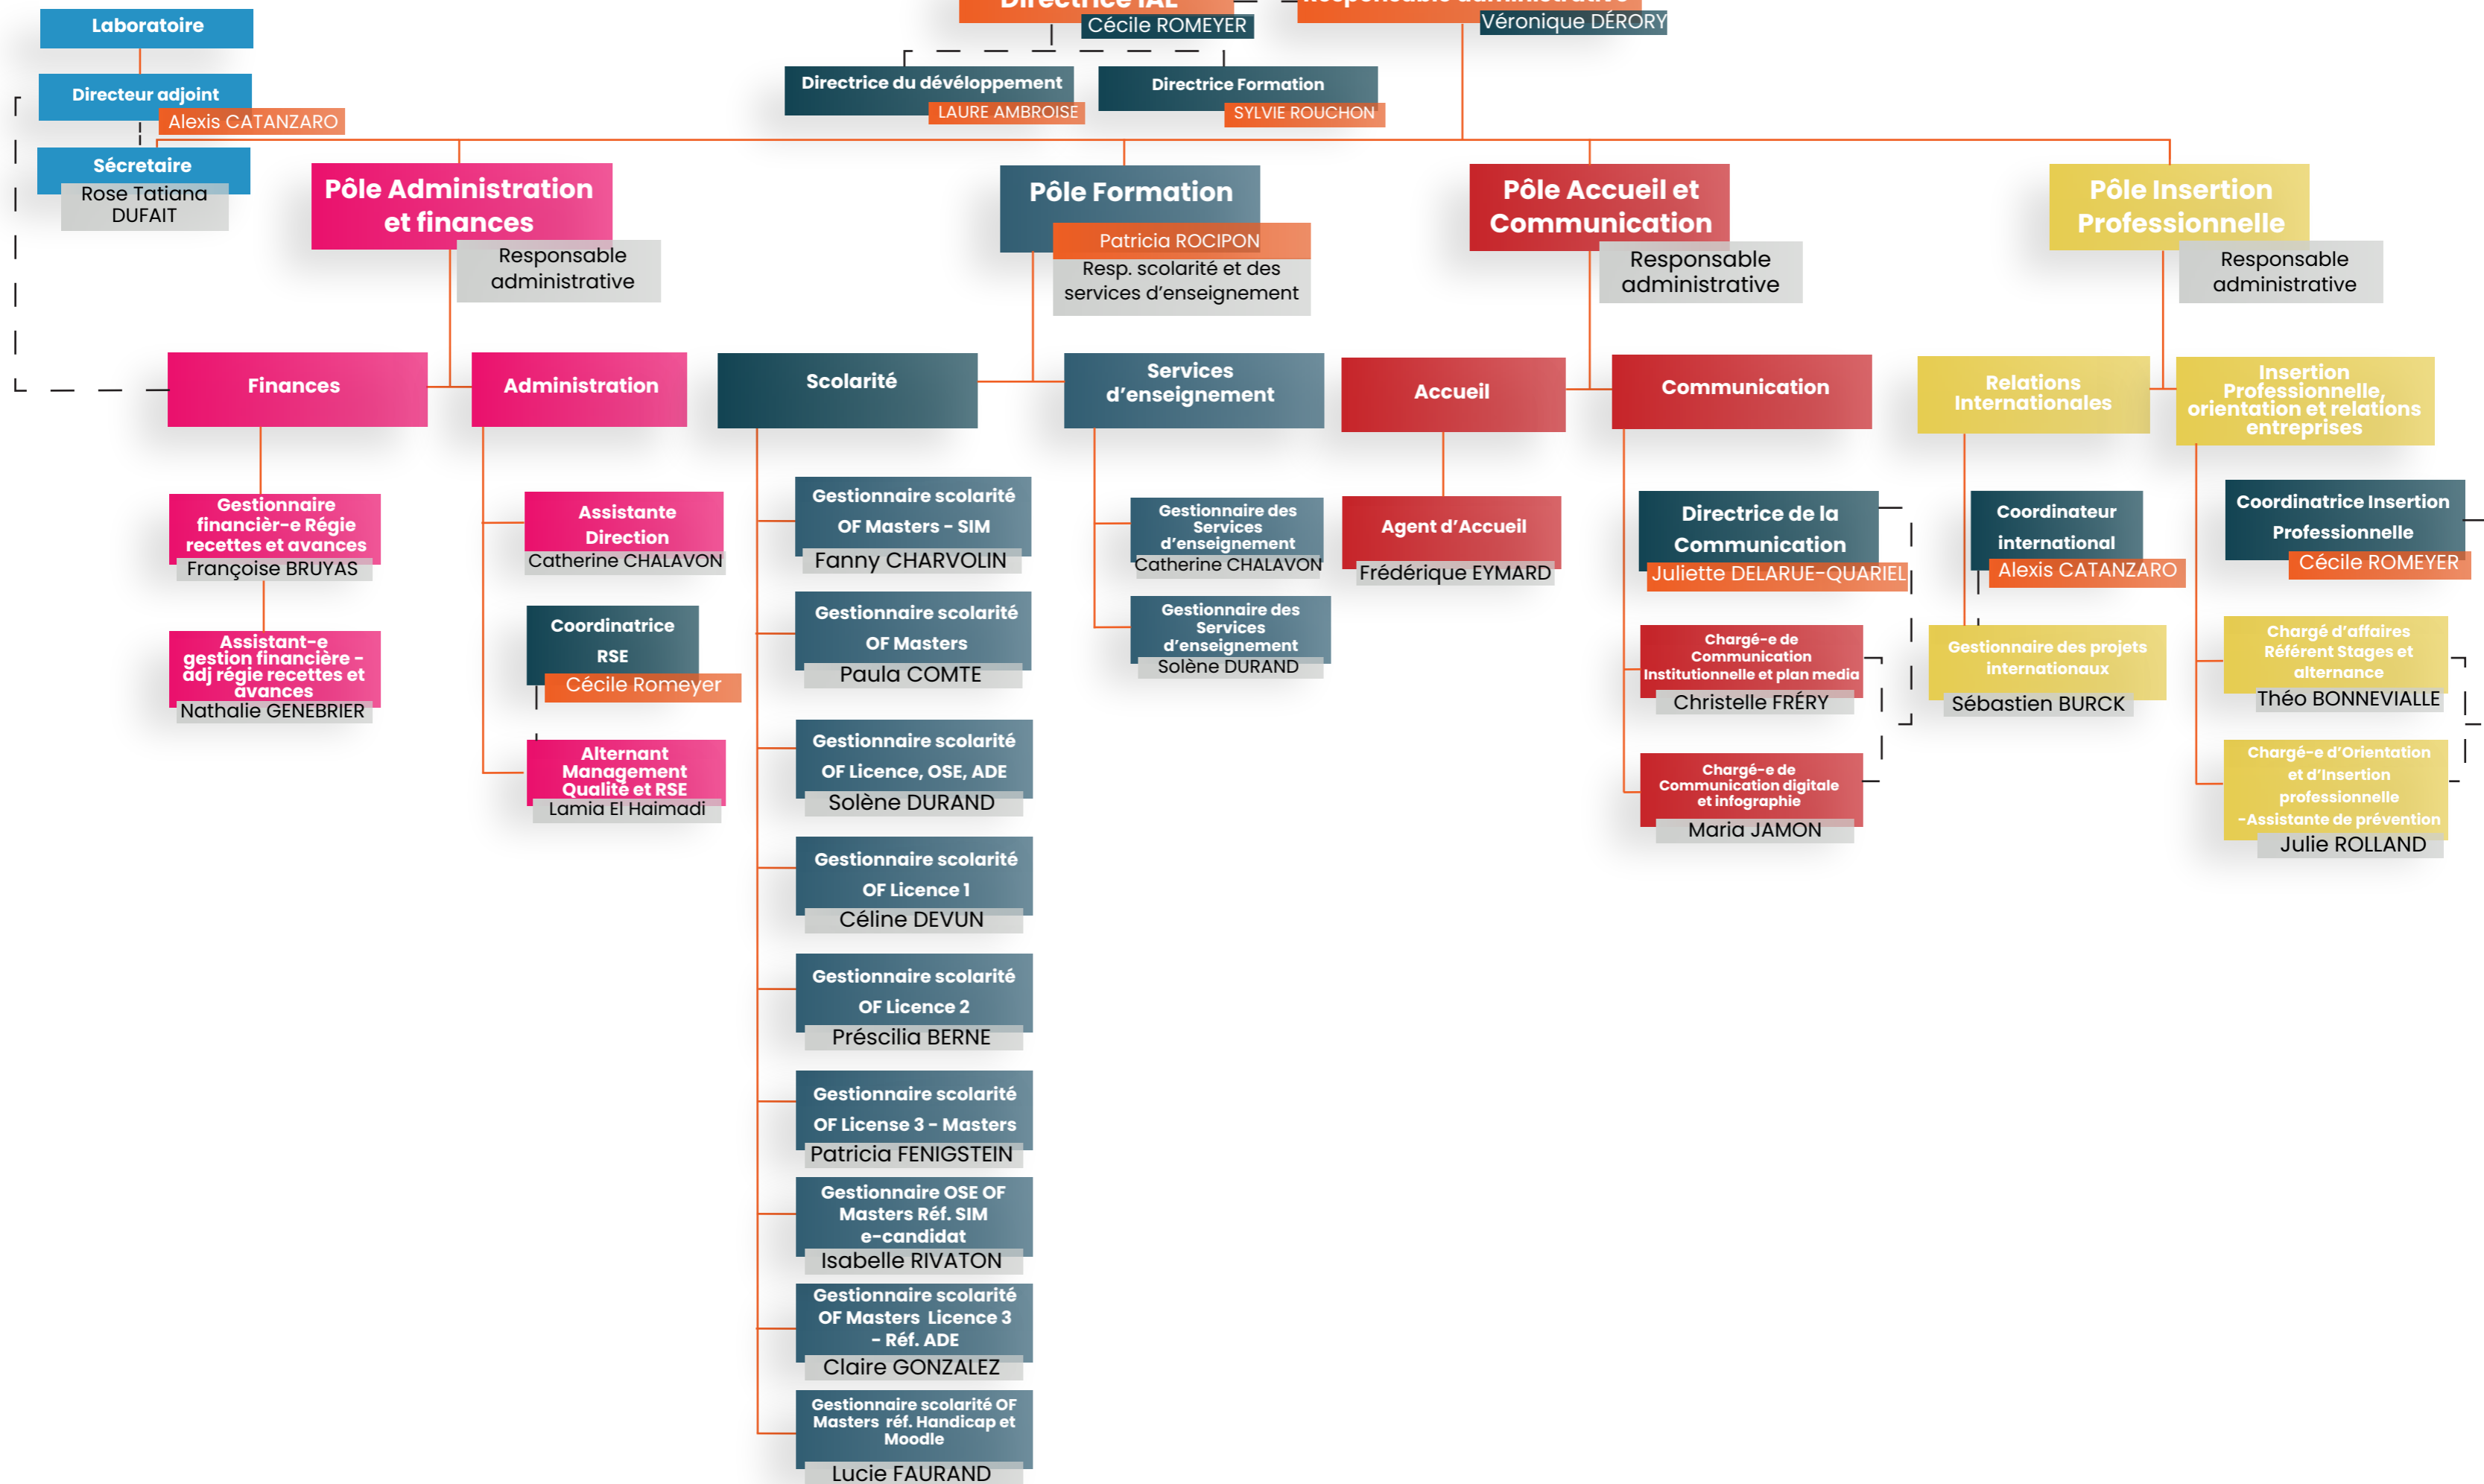 Directrice IAE
Cécile ROMEYER
Responsable administrative
Véronique DÉRORY
Laboratoire
Directeur adjoint
Alexis CATANZARO
Sécretaire
Rose Tatiana
DUFAIT
Directrice du dévéloppement
LAURE AMBROISE
Directrice Formation
SYLVIE ROUCHON
Pôle Administration
et finances
Responsable
administrative
Pôle Formation
Patricia ROCIPON
Resp. scolarité et des
services d'enseignement
Pôle Accueil et
Communication
Responsable
administrative
Pôle Insertion
Professionnelle
Responsable
administrative
Finances
Gestionnaire
financièr-e Régie
recettes et avances
Françoise BRUYAS
Assistant-e
gestion financière -
adj régie recettes et
avances
Nathalie GENEBRIER
Administration
Assistante
Direction
Catherine CHALAVON
Coordinatrice
RSE
Cécile Romeyer
Alternant
Management
Qualité et RSE
Lamia El Haimadi
Scolarité
Gestionnaire scolarité
OF Masters - SIM
Fanny CHARVOLIN
Gestionnaire scolarité
OF Masters
Paula COMTE
Gestionnaire scolarité
OF Licence, OSE, ADE
Solène DURAND
Gestionnaire scolarité
OF Licence 1
Céline DEVUN
Gestionnaire scolarité
OF Licence 2
Préscilia BERNE
Gestionnaire scolarité
OF License 3 - Masters
Patricia FENIGSTEIN
Gestionnaire OSE OF
Masters Réf. SIM
e-candidat
Isabelle RIVATON
Gestionnaire scolarité
OF Masters Licence 3
- Réf. ADE
Claire GONZALEZ
Gestionnaire scolarité OF
Masters réf. Handicap et
Moodle
Lucie FAURAND
Services
d'enseignement
Gestionnaire des
Services
d'enseignement
Catherine CHALAVON
Gestionnaire des
Services
d'enseignement
Solène DURAND
Accueil
Agent d'Accueil
Frédérique EYMARD
Communication
Directrice de la
Communication
Juliette DELARUE-QUARIEL
Chargé-e de
Communication
Institutionnelle et plan media
Christelle FRÉRY
Chargé-e de
Communication digitale
et infographie
Maria JAMON
Relations
Internationales
Coordinateur
international
Alexis CATANZARO
Gestionnaire des projets
internationaux
Sébastien BURCK
Insertion
Professionnelle,
orientation et relations
entreprises
Coordinatrice Insertion
Professionnelle
Cécile ROMEYER
Chargé d'affaires
Référent Stages et
alternance
Théo BONNEVIALLE
Chargé-e d'Orientation
et d'Insertion
professionnelle
-Assistante de prévention
Julie ROLLAND